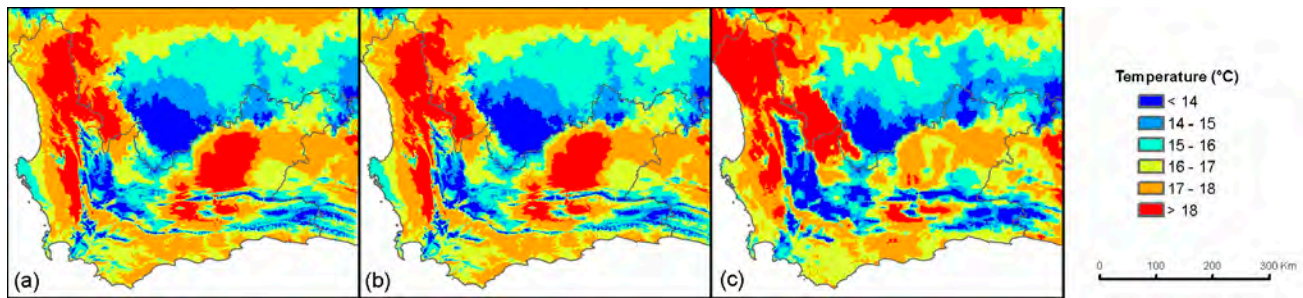 (a)
(b)
(c)
Temperature (°C)
< 14
14 - 15
15 - 16
16 - 17
17 - 18
> 18
0 100 200 300 Km